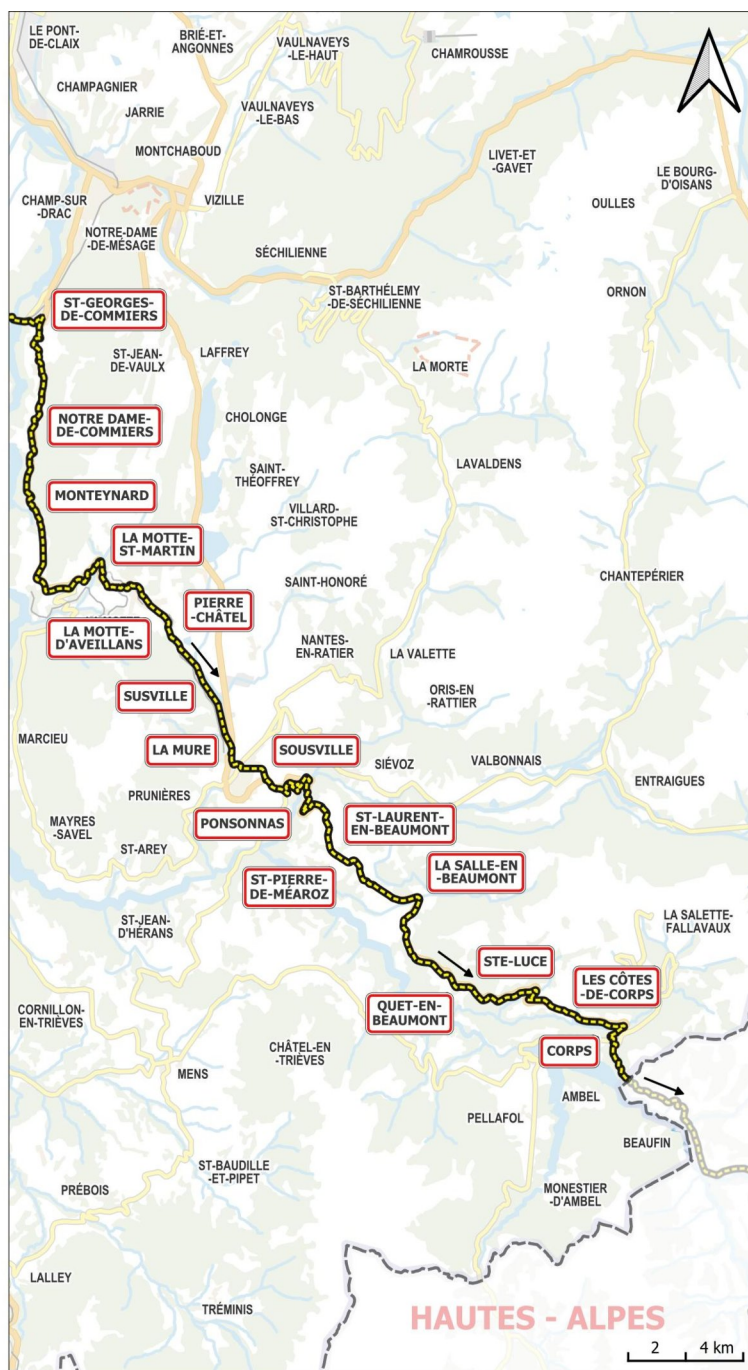 LE PONT-
DE-CLAIX
BRIÉ-ET-
ANGONNES
VAULNAVEYS
-LE-HAUT
CHAMROUSSE
CHAMPAGNIER
JARRIE
VAULNAVEYS
-LE-BAS
MONTCHABOUD
LIVET-ET
-GAVET
LE BOURG-
D'OISANS
CHAMP-SUR
-DRAC
VIZILLE
OULLES
NOTRE-DAME
-DE-MÉSAGE
SÉCHILIENNE
ST-BARTHÉLEMY
-DE-SÉCHILIENNE
ORNON
ST-GEORGES-
DE-COMMIERS
ST-JEAN-
DE-VAULX
LAFFREY
LA MORTE
NOTRE DAME-
DE-COMMIERS
CHOLONGE
SAINT-
THÉOFFREY
LAVALDENS
MONTEYNARD
VILLARD
-ST-CHRISTOPHE
LA MOTTE-
ST-MARTIN
SAINT-HONORÉ
CHANTEPÉRIER
PIERRE
-CHÂTEL
LA MOTTE-
D'AVEILLANS
NANTES-
EN-RATIER
LA VALETTE
SUSVILLE
ORIS-EN
-RATTIER
MARCIEU
LA MURE
SOUSVILLE
SIÉVOZ
VALBONNAIS
ENTRAIGUES
PRUNIÈRES
MAYRES
-SAVEL
PONSONNAS
ST-LAURENT-
EN-BEAUMONT
ST-AREY
LA SALLE-EN
-BEAUMONT
ST-PIERRE-
DE-MÉAROZ
ST-JEAN-
D'HÉRANS
LA SALETTE-
FALLAVAUX
STE-LUCE
LES CÔTES
-DE-CORPS
CORNILLON-
EN-TRIÈVES
QUET-EN-
BEAUMONT
CHÂTEL-EN
-TRIÈVES
CORPS
MENS
AMBEL
PELLAFOL
BEAUFIN
ST-BAUDILLE
-ET-PIPET
PRÉBOIS
MONESTIER
-D'AMBEL
LALLEY
TRÉMINIS
HAUTES - ALPES
2 4 km